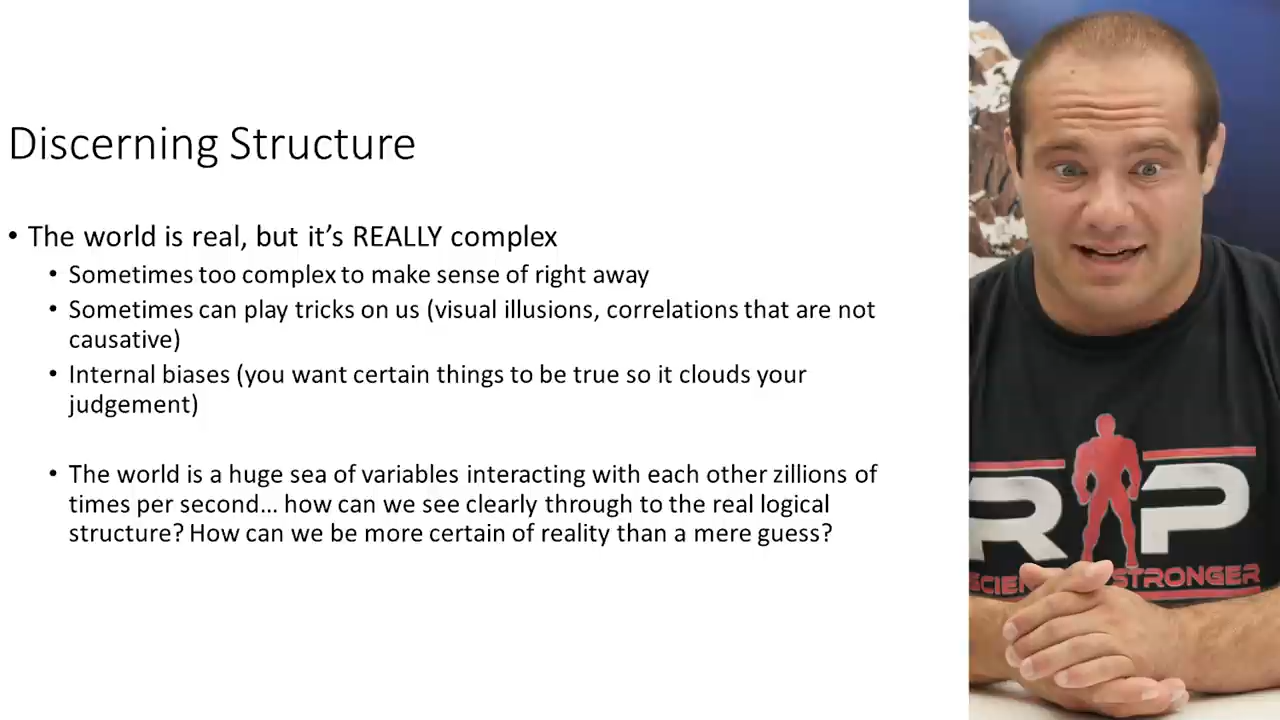 Discerning Structure
• The world is real, but it’s REALLY complex
• Sometimes too complex to make sense of right away
• Sometimes can play tricks on us (visual illusions, correlations that are not
causative)
• Internal biases (you want certain things to be true so it clouds your
judgement)
• The world is a huge sea of variables interacting with each other zillions of
times per second... how can we see clearly through to the real logical
structure? How can we be more certain of reality than a mere guess?
RP
STRONGER